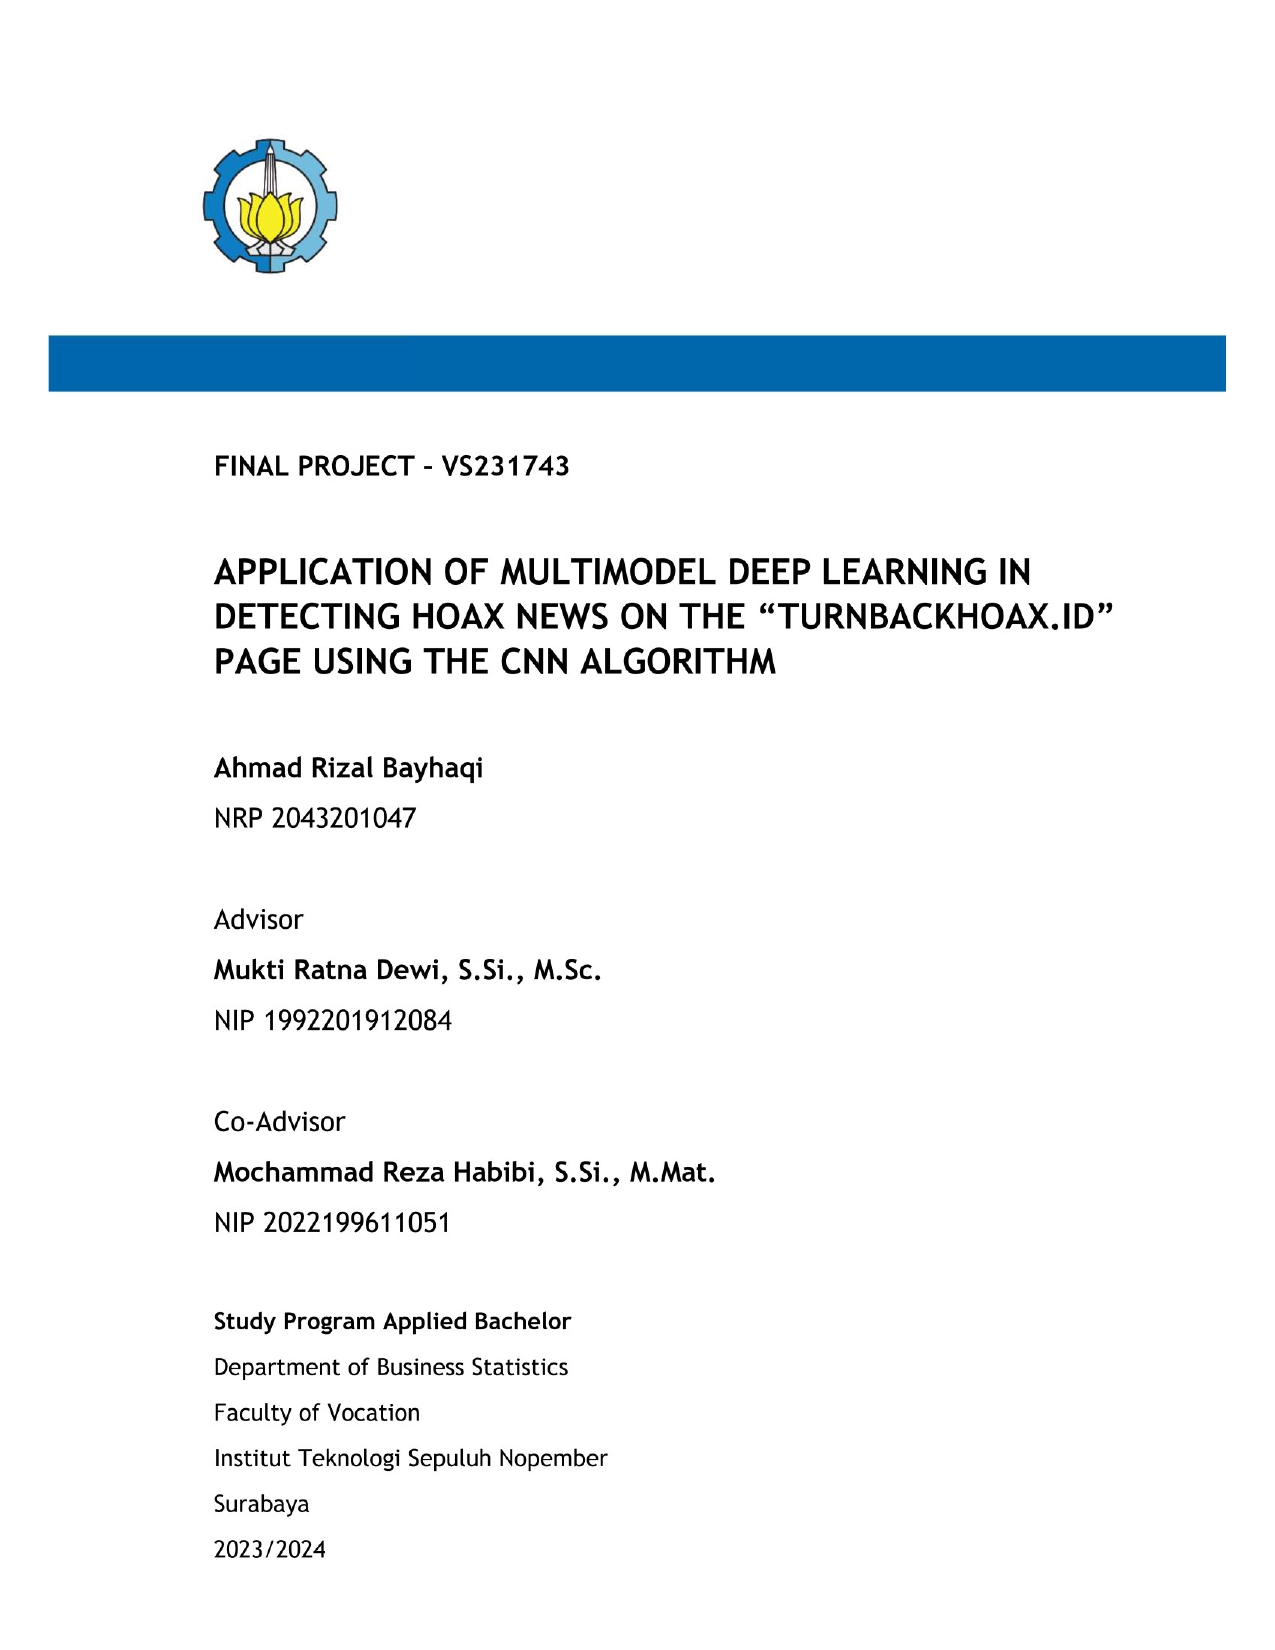 FINAL PROJECT – VS231743
APPLICATION OF MULTIMODEL DEEP LEARNING IN
DETECTING HOAX NEWS ON THE “TURNBACKHOAX.ID”
PAGE USING THE CNN ALGORITHM
Ahmad Rizal Bayhaqi
NRP 2043201047
Advisor
Mukti Ratna Dewi, S.Si., M.Sc.
NIP 1992201912084
Co-Advisor
Mochammad Reza Habibi, S.Si., M.Mat.
NIP 2022199611051
Study Program Applied Bachelor
Department of Business Statistics
Faculty of Vocation
Institut Teknologi Sepuluh Nopember
Surabaya
2023/2024